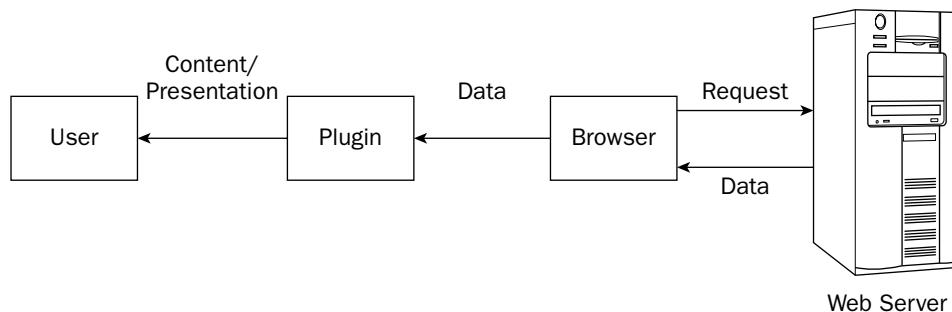 Content/
Presentation
Data
Request
User
Plugin
Browser
Data
Web Server